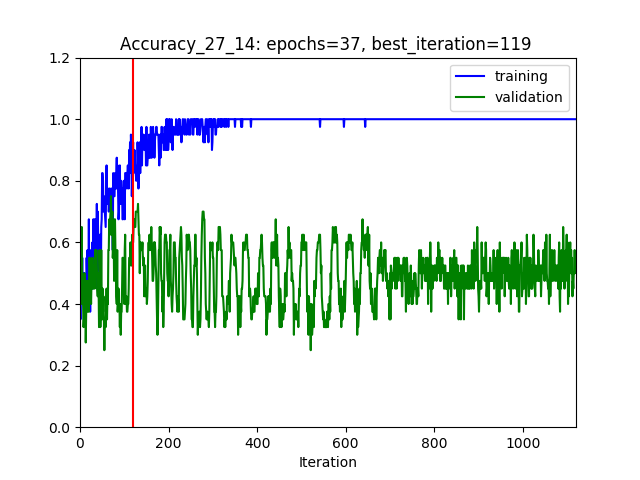 Accuracy_27_14: epochs=37, best_iteration=119
1.2
1.0
0.8
0.6
0.4
0.2
0.0
training
validation
0 200 400 600 800 1000
Iteration